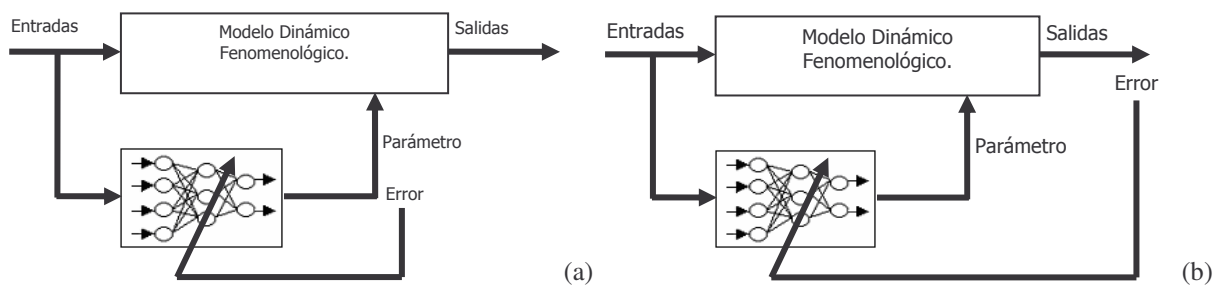 Entradas
Modelo Dinámico
Fenomenológico.
Salidas
Parámetro
Error
(a)
Entradas
Modelo Dinámico
Fenomenológico.
Salidas
Error
Parámetro
(b)